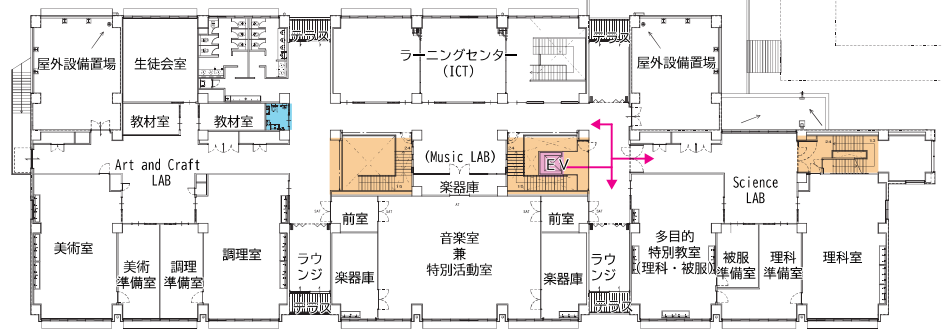 テラス
テラス
屋外設備置場
生徒会室
ラーニングセンター
(ICT)
屋外設備置場
教材室
教材室
Art and Craft
LAB
(Music LAB)
EV
楽器庫
Science
LAB
前室
前室
美術室
美術
準備室
調理
準備室
調理室
ラウ
ンジ
楽器庫
音楽室
兼
特別活動室
楽器庫
ラウ
ンジ
多目的
特別教室
(理科・被服)
被服
準備室
理科
準備室
理科室
テラス
テラス